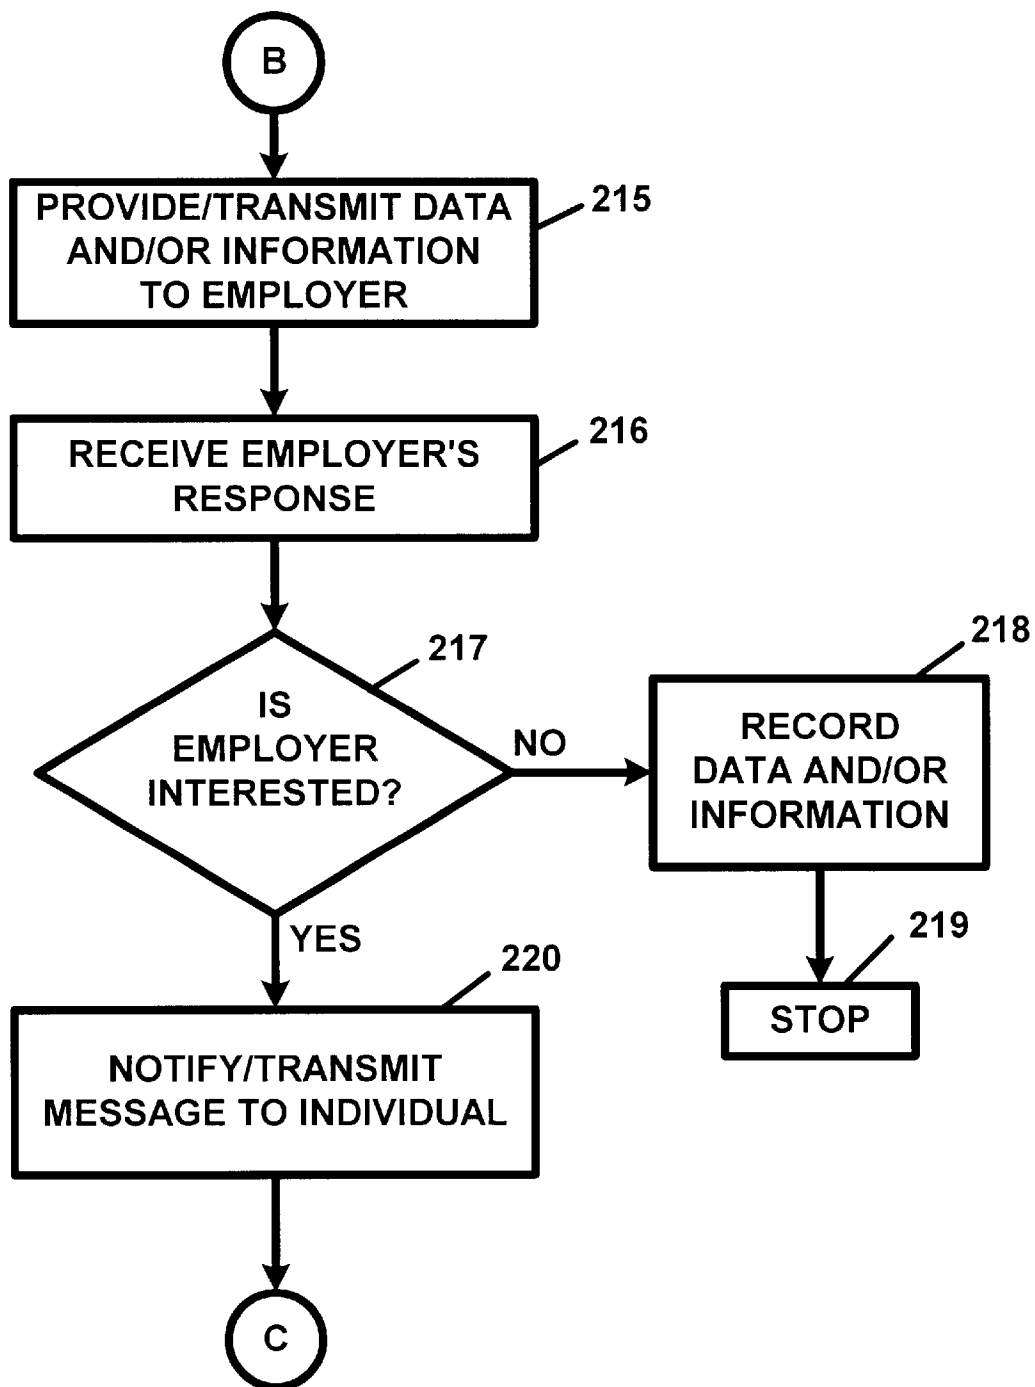 B
PROVIDE/TRANSMIT DATA
AND/OR INFORMATION
TO EMPLOYER
215
RECEIVE EMPLOYER'S
RESPONSE
216
IS
EMPLOYER
INTERESTED?
217
NO
RECORD
DATA AND/OR
INFORMATION
218
STOP
219
YES
NOTIFY/TRANSMIT
MESSAGE TO INDIVIDUAL
220
C